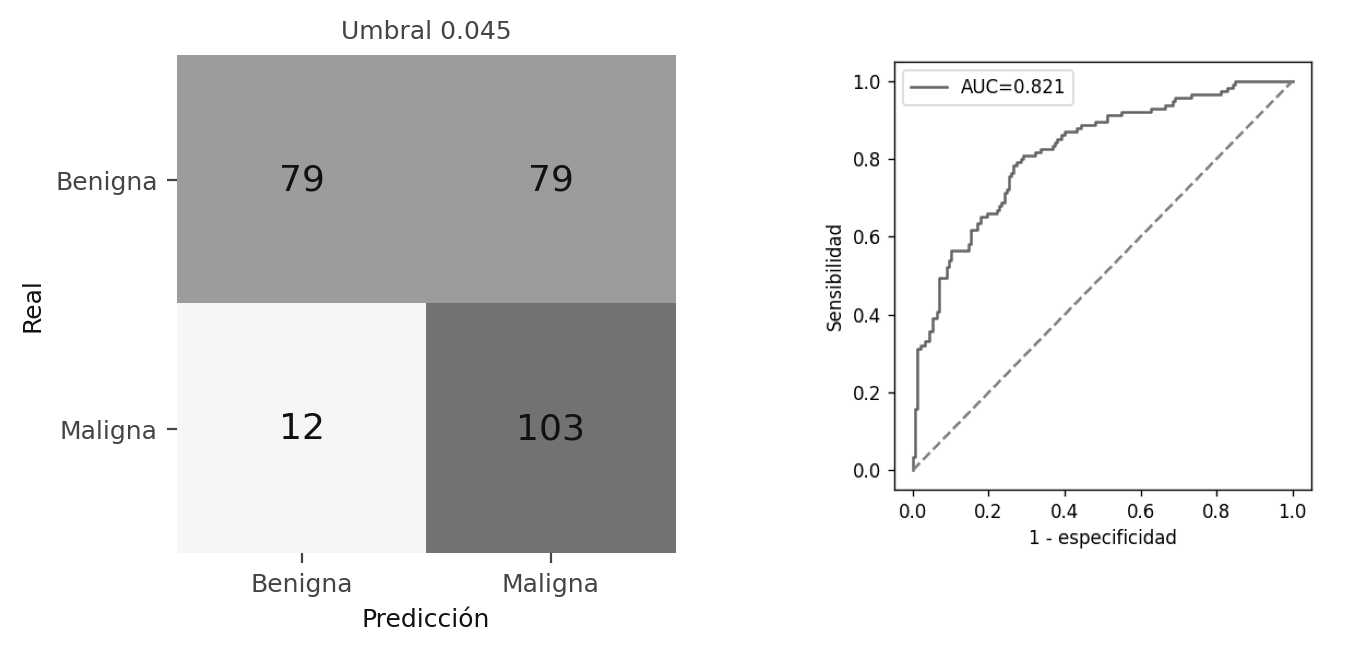 Umbral 0.045
Real
Benigna
79
79
Maligna
12
103
Benigna
Maligna
Predicción
AUC=0.821
Sensibilidad
1.0
0.8
0.6
0.4
0.2
0.0
0.0 0.2 0.4 0.6 0.8 1.0
1 - especificidad